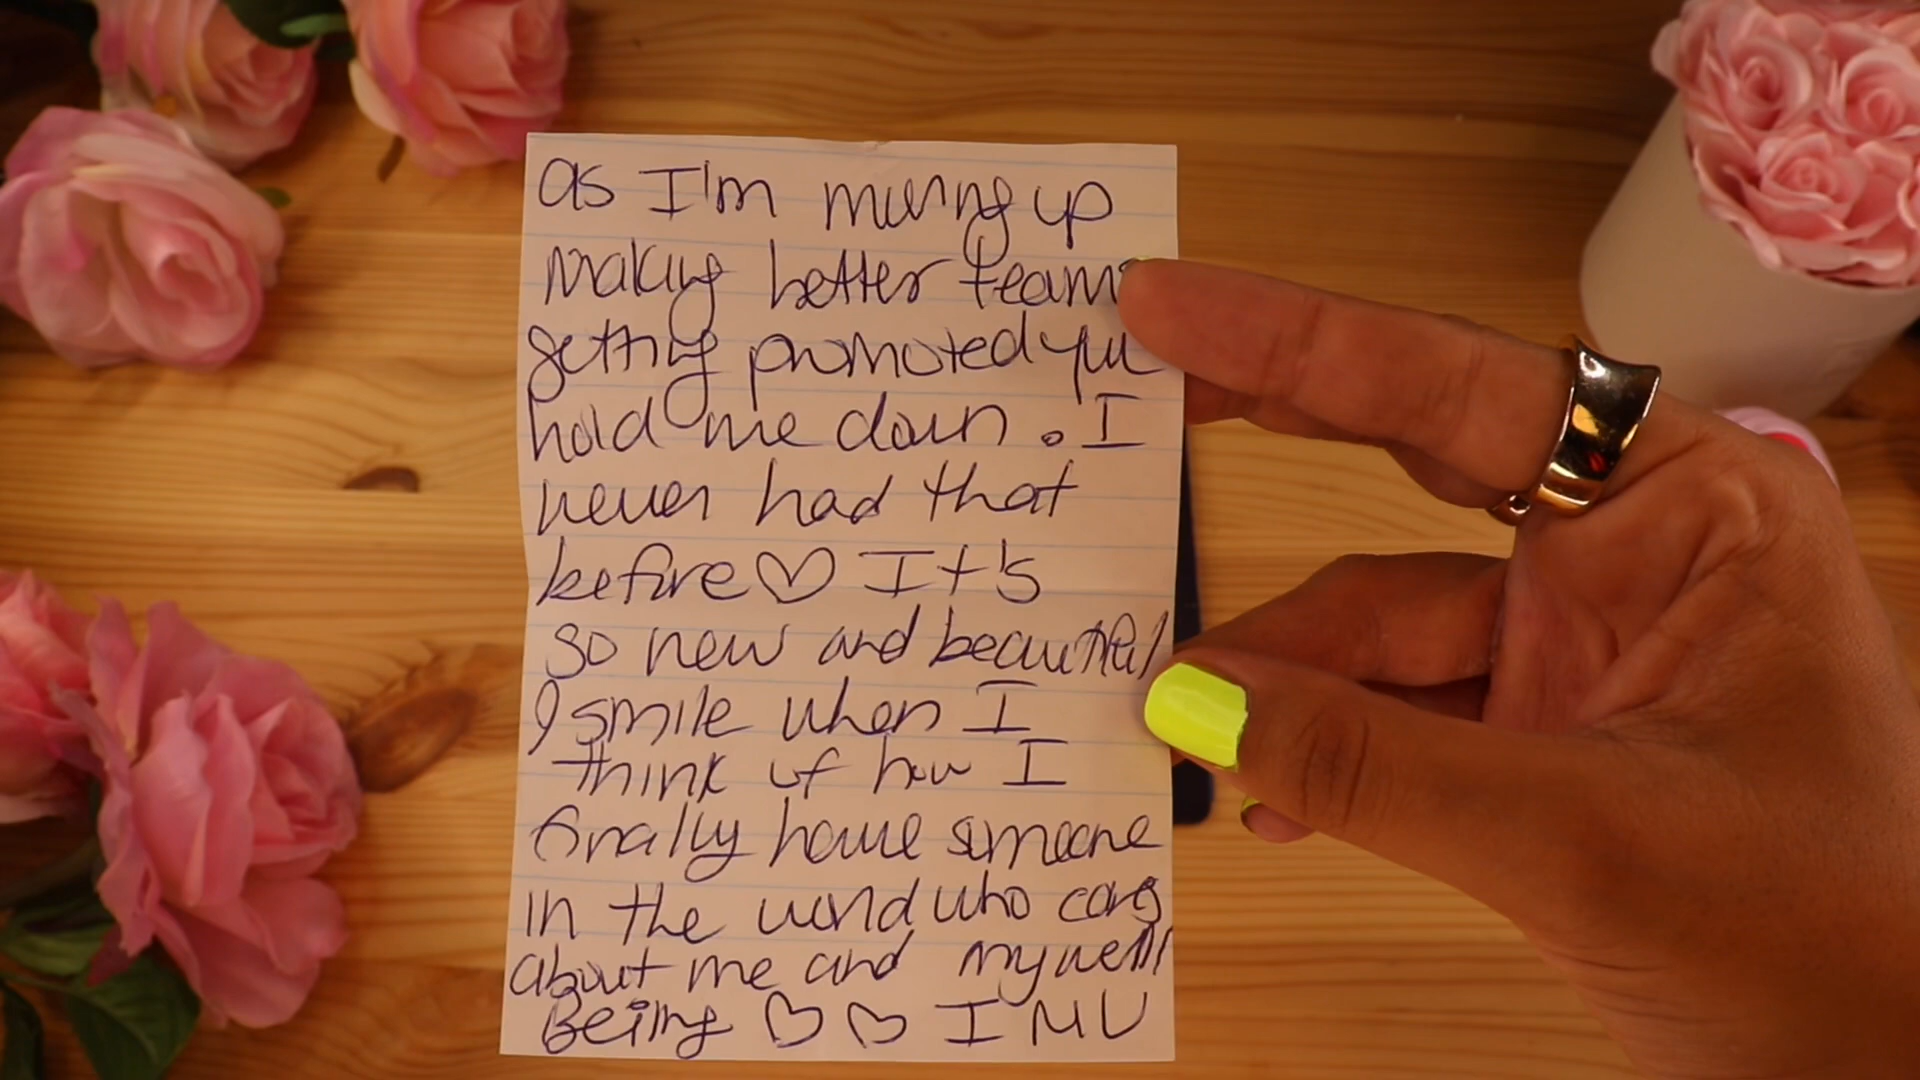 as I'm moving up
making better teams
getting promoted you
hold me down. I
never had that
before ♡ It's
so new and beautiful
I smile when I
think of how I
finally have someone
in the world who cares
about me and my well
Being ♡ ♡ I